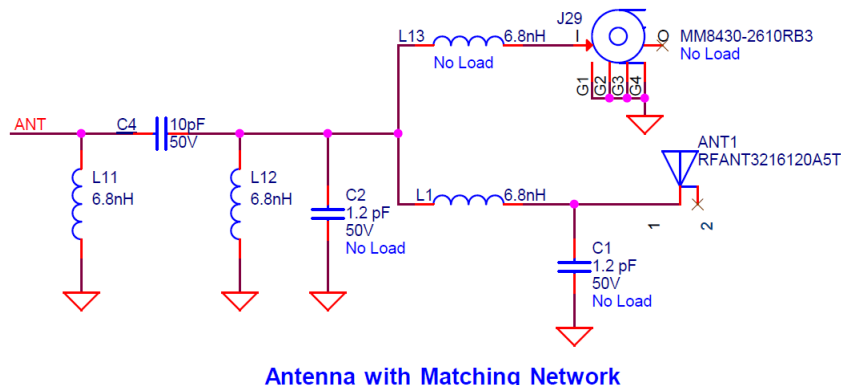 J29
L13
6.8nH
No Load
I
O
MM8430-2610RB3
No Load
G1
G2
G3
G4
ANT
C4
10pF
50V
L11
6.8nH
L12
6.8nH
C2
1.2 pF
50V
No Load
L1
6.8nH
ANT1
RFANT3216120A5T
1
2
C1
1.2 pF
50V
No Load
Antenna with Matching Network